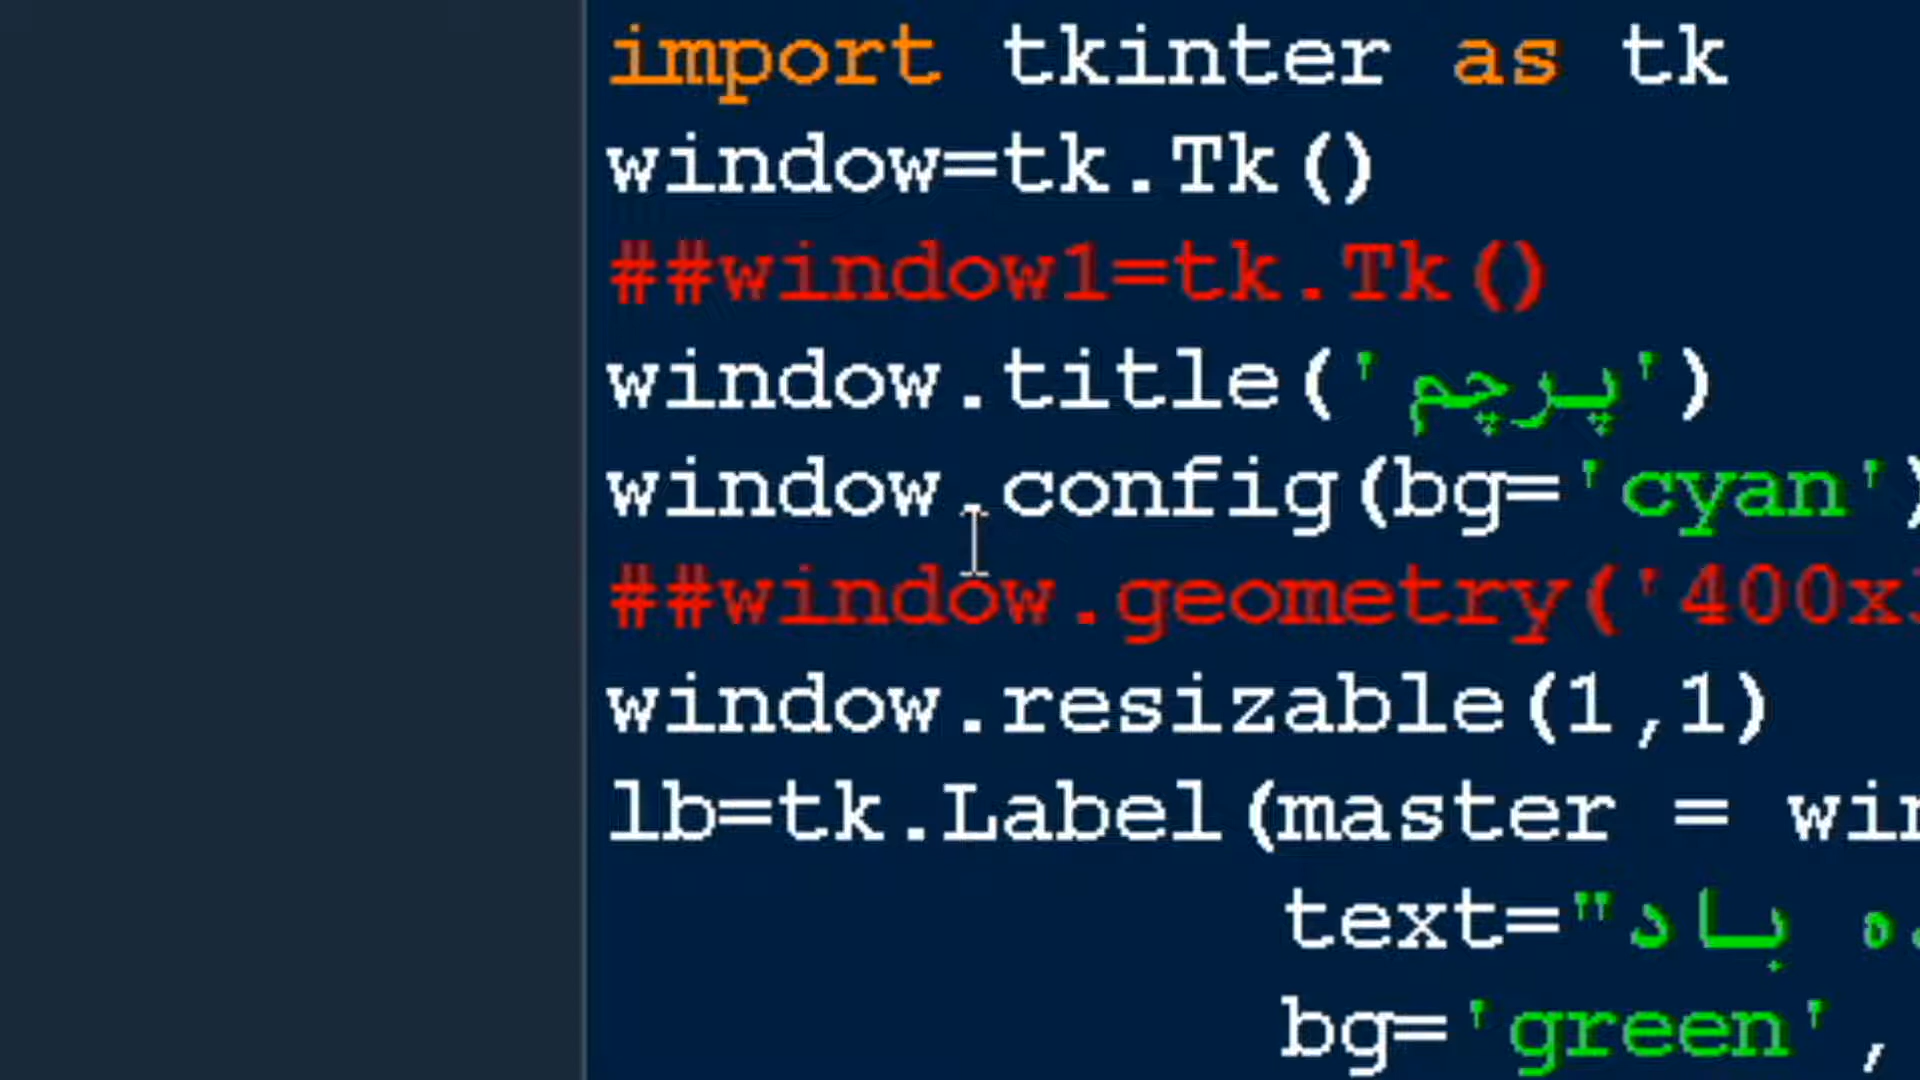 import tkinter as tk
window=tk.Tk()
##window1=tk.Tk()
window.title('پرچم')
window.config(bg='cyan')
##window.geometry('400x
window.resizable(1,1)
lb=tk.Label(master =
text="باد
bg='green',